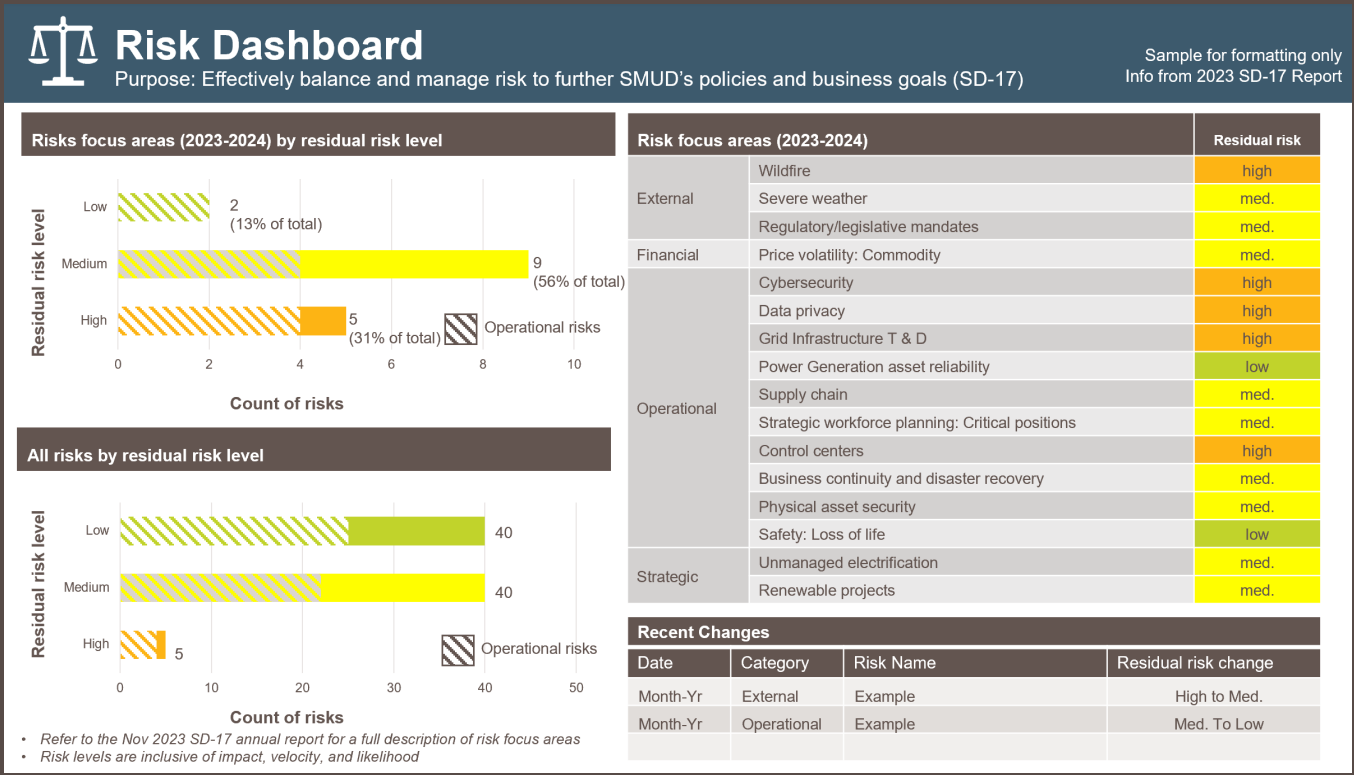 Risk Dashboard
Purpose: Effectively balance and manage risk to further SMUD's policies and business goals (SD-17)
Sample for formatting only
Info from 2023 SD-17 Report
Risks focus areas (2023-2024) by residual risk level
Residual risk level
Low
2
(13% of total)
Medium
9
(56% of total)
High
5
(31% of total)
Operational risks
0 2 4 6 8 10
Count of risks
All risks by residual risk level
Residual risk level
Low
40
Medium
40
High
5
Operational risks
0 10 20 30 40 50
Count of risks
• Refer to the Nov 2023 SD-17 annual report for a full description of risk focus areas
• Risk levels are inclusive of impact, velocity, and likelihood
Risk focus areas (2023-2024) Residual risk
External
Wildfire high
Severe weather med.
Regulatory/legislative mandates med.
Financial Price volatility: Commodity med.
Operational
Cybersecurity high
Data privacy high
Grid Infrastructure T & D high
Power Generation asset reliability low
Supply chain med.
Strategic workforce planning: Critical positions med.
Control centers high
Business continuity and disaster recovery med.
Physical asset security med.
Safety: Loss of life low
Strategic
Unmanaged electrification med.
Renewable projects med.
Recent Changes
Date Category Risk Name Residual risk change
Month-Yr External Example High to Med.
Month-Yr Operational Example Med. To Low